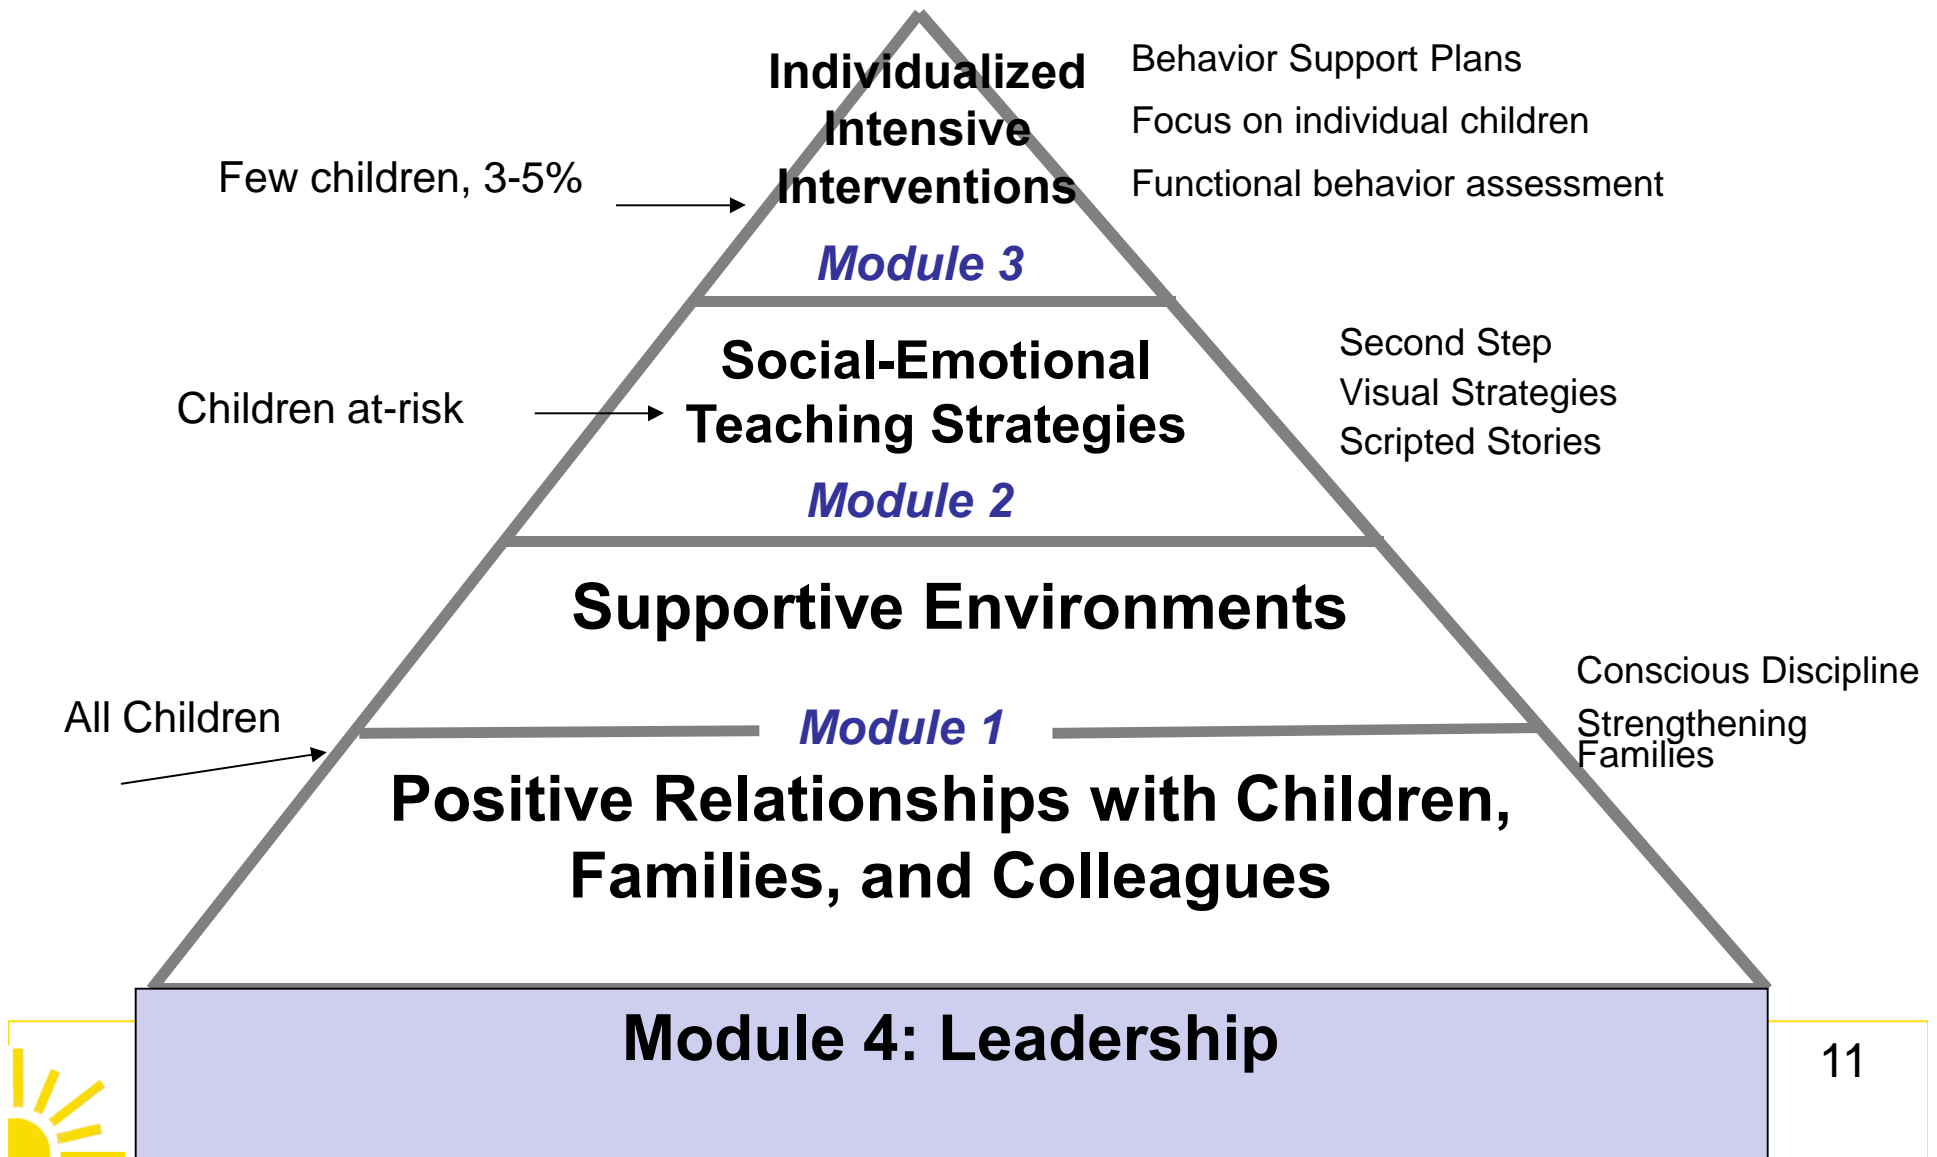 Individualized
Intensive
Interventions
Module 3
Behavior Support Plans
Focus on individual children
Functional behavior assessment
Few children, 3-5%
Social-Emotional
Teaching Strategies
Module 2
Second Step
Visual Strategies
Scripted Stories
Children at-risk
Supportive Environments
All Children
Module 1
Conscious Discipline
Strengthening
Families
Positive Relationships with Children,
Families, and Colleagues
Module 4: Leadership
11